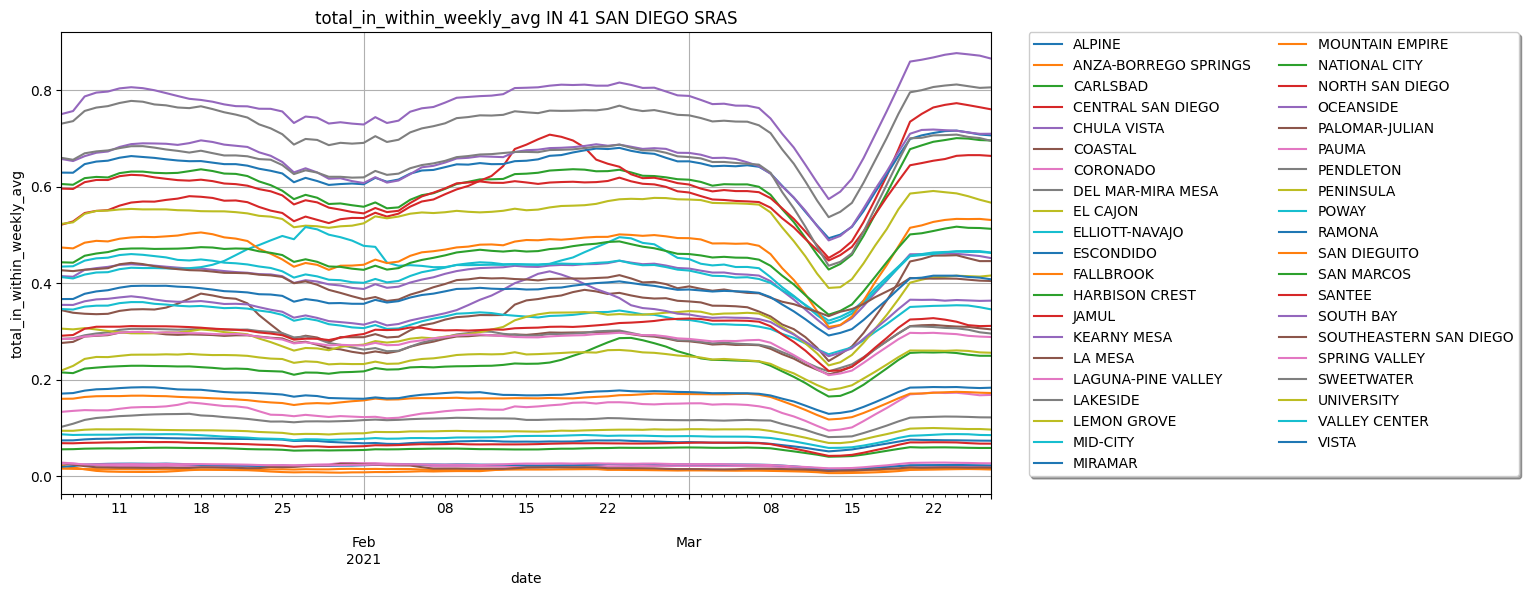 total_in_within_weekly_avg IN 41 SAN DIEGO SRAS
total_in_within_weekly_avg
0.8
0.6
0.4
0.2
0.0
11 18 25 08 15 22 08 15 22
Feb Mar
2021
date
ALPINE
ANZA-BORREGO SPRINGS
CARLSBAD
CENTRAL SAN DIEGO
CHULA VISTA
COASTAL
CORONADO
DEL MAR-MIRA MESA
EL CAJON
ELLIOTT-NAVAJO
ESCONDIDO
FALLBROOK
HARBISON CREST
JAMUL
KEARNY MESA
LA MESA
LAGUNA-PINE VALLEY
LAKESIDE
LEMON GROVE
MID-CITY
MIRAMAR
MOUNTAIN EMPIRE
NATIONAL CITY
NORTH SAN DIEGO
OCEANSIDE
PALOMAR-JULIAN
PAUMA
PENDLETON
PENINSULA
POWAY
RAMONA
SAN DIEGUITO
SAN MARCOS
SANTEE
SOUTH BAY
SOUTHEASTERN SAN DIEGO
SPRING VALLEY
SWEETWATER
UNIVERSITY
VALLEY CENTER
VISTA